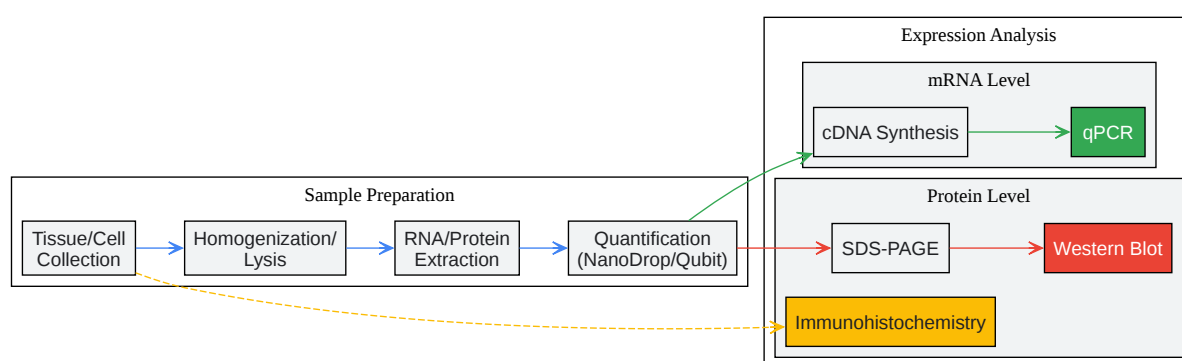 Expression Analysis
mRNA Level
cDNA Synthesis
qPCR
Sample Preparation
Tissue/Cell
Collection
Homogenization/
Lysis
RNA/Protein
Extraction
Quantification
(NanoDrop/Qubit)
Protein Level
SDS-PAGE
Western Blot
Immunohistochemistry